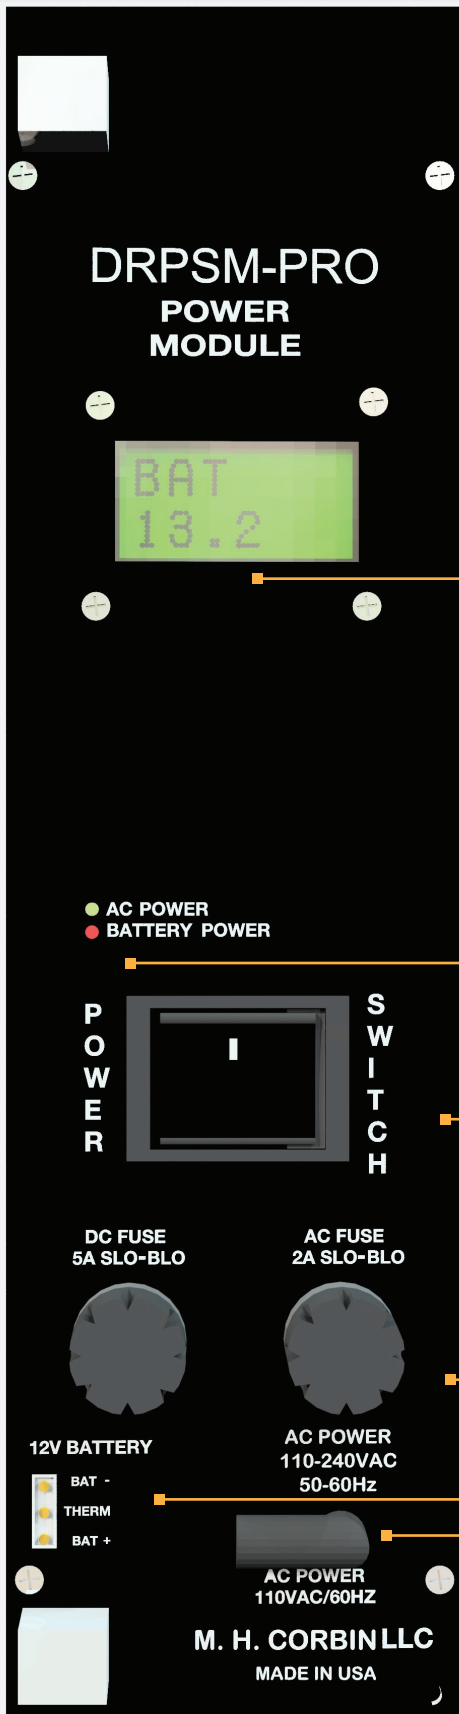 DRPSM-PRO
POWER
MODULE
BAT
13.2
AC POWER
BATTERY POWER
POWER
SWITCH
DC FUSE
5A SLO-BLO
AC FUSE
2A SLO-BLO
12V BATTERY
BAT -
THERM
BAT +
AC POWER
110-240VAC
50-60Hz
AC POWER
110VAC/60HZ
M. H. CORBIN LLC
MADE IN USA